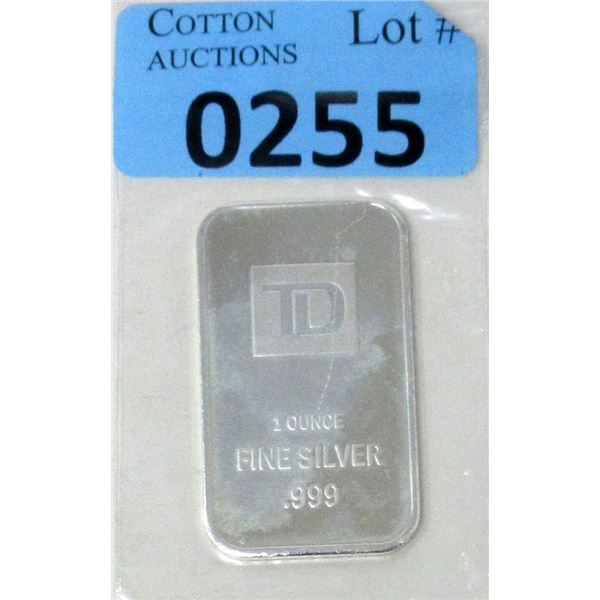 COTTON Lot #
AUCTIONS
0255
TD
1 OUNCE
FINE SILVER
.999